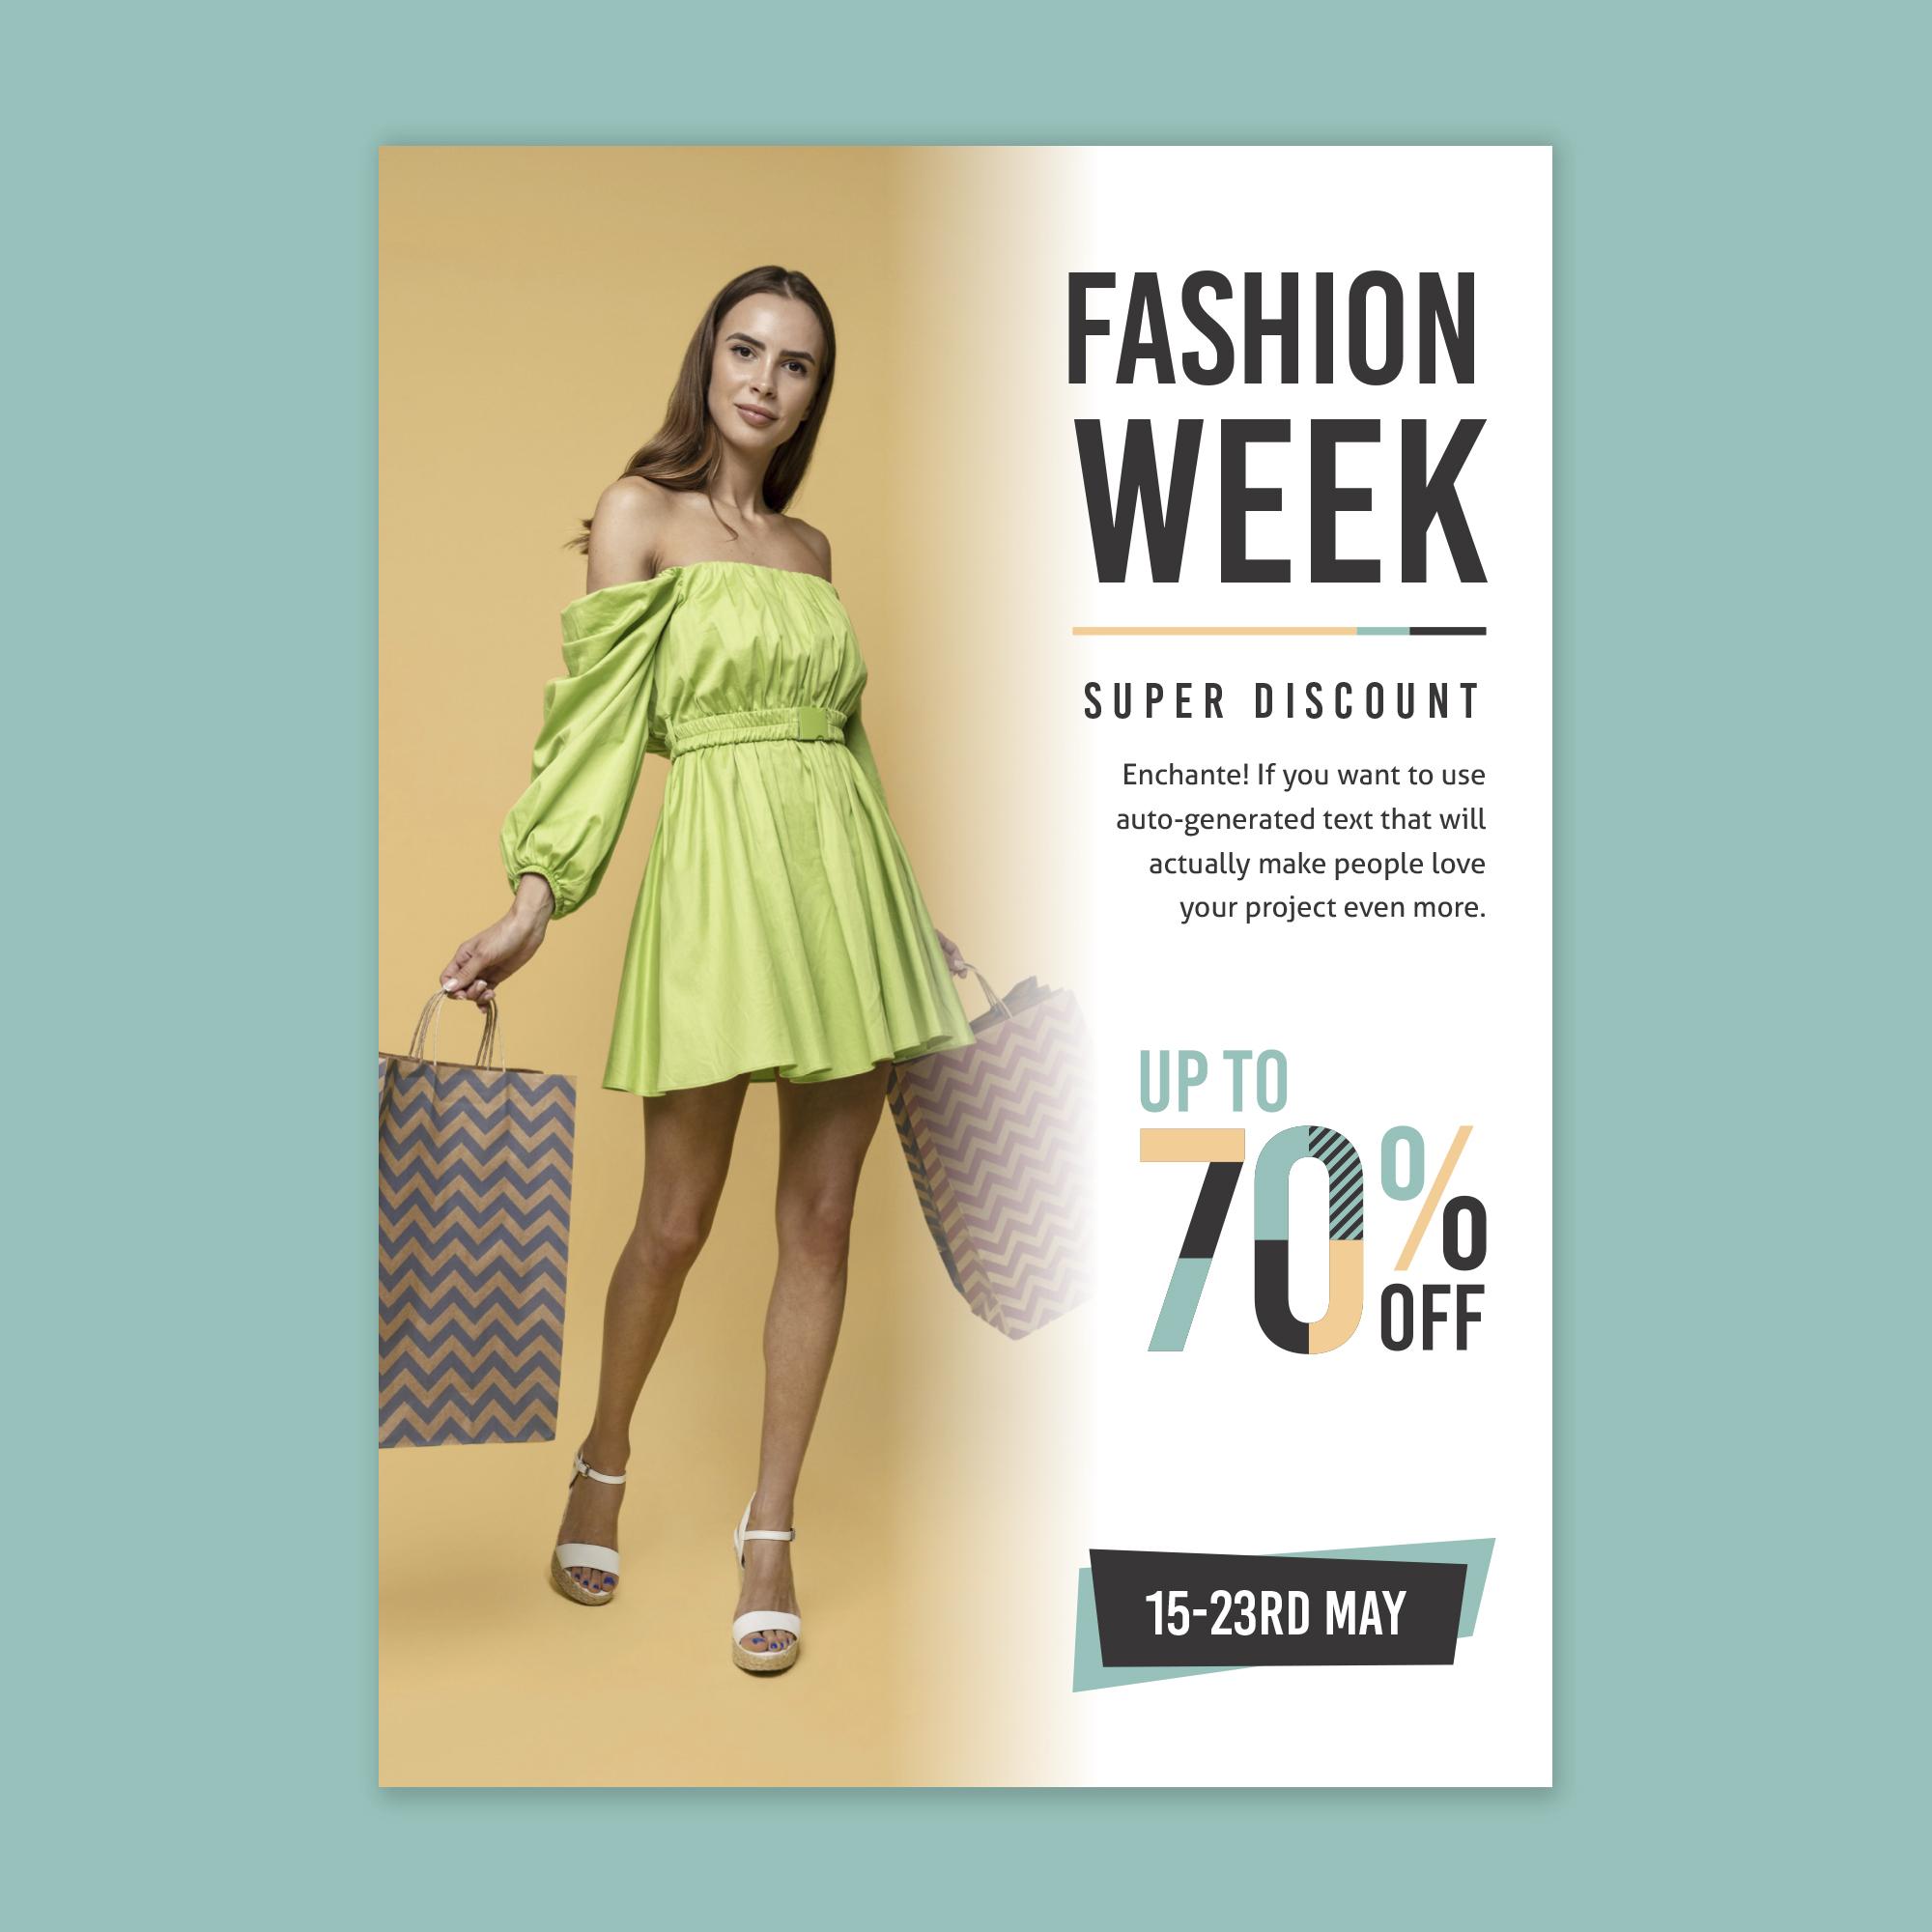 FASHION
WEEK
SUPER DISCOUNT
Enchante! If you want to use
auto-generated text that will
actually make people love
your project even more.
UP TO
70%
OFF
15-23RD MAY